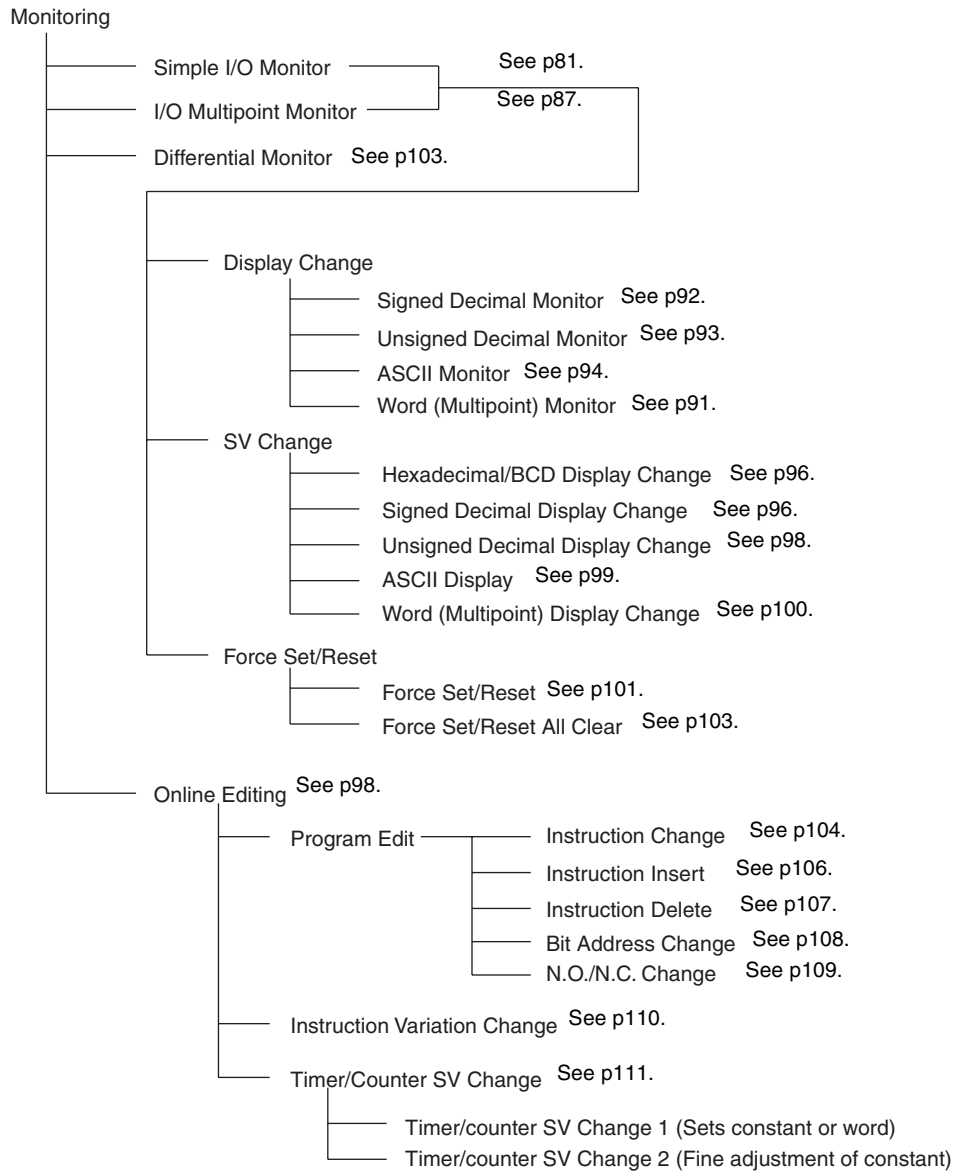 Monitoring
Simple I/O Monitor See p81.
I/O Multipoint Monitor See p87.
Differential Monitor See p103.
Display Change
Signed Decimal Monitor See p92.
Unsigned Decimal Monitor See p93.
ASCII Monitor See p94.
Word (Multipoint) Monitor See p91.
SV Change
Hexadecimal/BCD Display Change See p96.
Signed Decimal Display Change See p96.
Unsigned Decimal Display Change See p98.
ASCII Display See p99.
Word (Multipoint) Display Change See p100.
Force Set/Reset
Force Set/Reset See p101.
Force Set/Reset All Clear See p103.
Online Editing See p98.
Program Edit Instruction Change See p104.
Instruction Insert See p106.
Instruction Delete See p107.
Bit Address Change See p108.
N.O./N.C. Change See p109.
Instruction Variation Change See p110.
Timer/Counter SV Change See p111.
Timer/counter SV Change 1 (Sets constant or word)
Timer/counter SV Change 2 (Fine adjustment of constant)